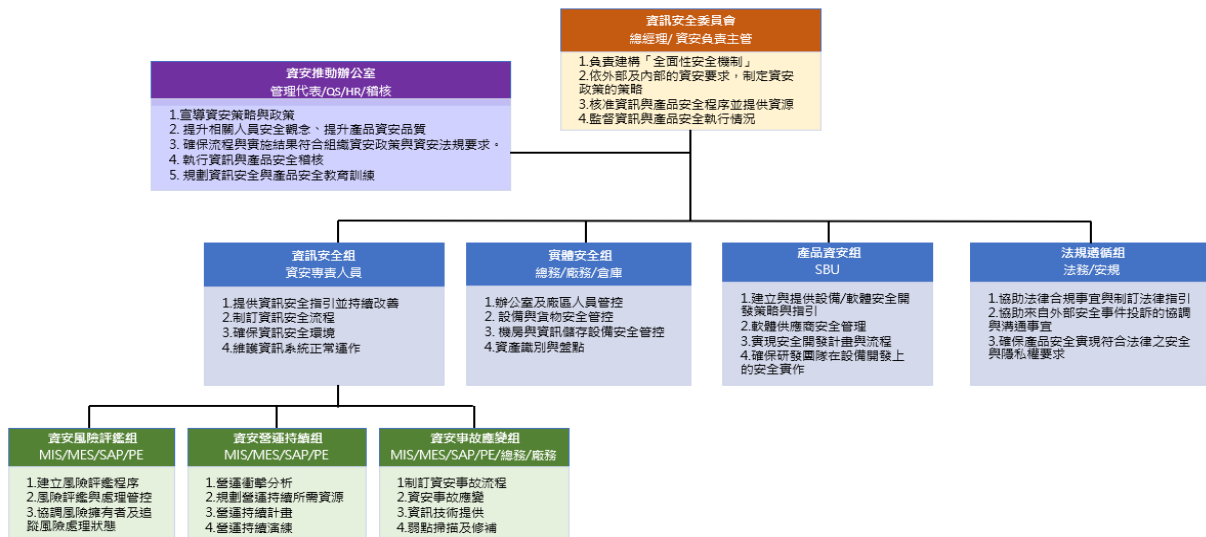 資訊安全委員會
總經理/ 資安負責主管
1.負責建構「全面性安全機制」
2.依外部及內部的資安要求，制定資安
政策的策略
3.核准資訊與產品安全程序並提供資源
4.監督資訊與產品安全執行情況
資安推動辦公室
管理代表/QS/HR/稽核
1.宣導資安策略與政策
2. 提升相關人員安全觀念、提升產品資安品質
3. 確保流程與實施結果符合組織資安政策與資安法規要求。
4. 執行資訊與產品安全稽核
5. 規劃資訊安全與產品安全教育訓練
資訊安全組
資安專責人員
1.提供資訊安全指引並持續改善
2.制訂資訊安全流程
3.確保資訊安全環境
4.維護資訊系統正常運作
實體安全組
總務/廠務/倉庫
1.辦公室及廠區人員管控
2. 設備與貨物安全管控
3. 機房與資訊儲存設備安全管控
4.資產識別與盤點
產品資安組
SBU
1.建立與提供設備/軟體安全開
發策略與指引
2.軟體供應商安全管理
3.實現安全開發計畫與流程
4.確保研發團隊在設備開發上
的安全實作
法規遵循組
法務/安規
1.協助法律合規事宜與制訂法律指引
2.協助來自外部安全事件投訴的協調
與溝通事宜
3.確保產品安全實現符合法律之安全
與隱私權要求
資安風險評鑑組
MIS/MES/SAP/PE
1.建立風險評鑑程序
2.風險評鑑與處理管控
3.協調風險擁有者及追
蹤風險處理狀態
資安營運持續組
MIS/MES/SAP/PE
1.營運衝擊分析
2.規劃營運持續所需資源
3.營運持續計畫
4.營運持續演練
資安事故應變組
MIS/MES/SAP/PE/總務/廠務
1制訂資安事故流程
2.資安事故應變
3.資訊技術提供
4.弱點掃描及修補